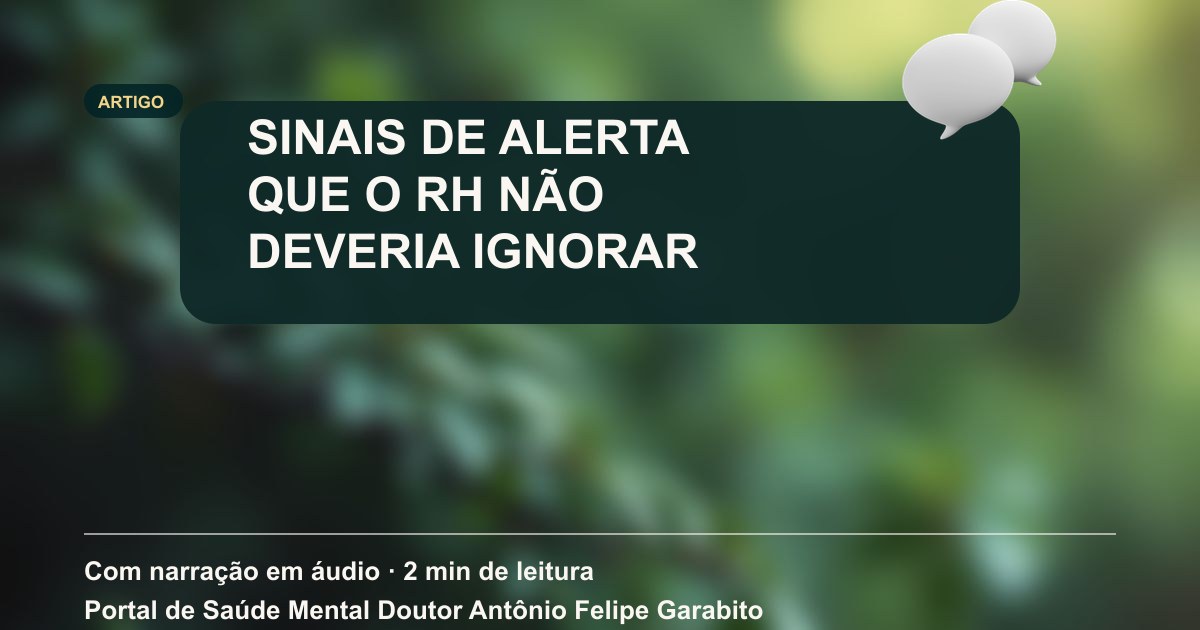 ARTIGO
SINAIS DE ALERTA
QUE O RH NÃO
DEVERIA IGNORAR
Com narração em áudio · 2 min de leitura
Portal de Saúde Mental Doutor Antônio Felipe Garabito